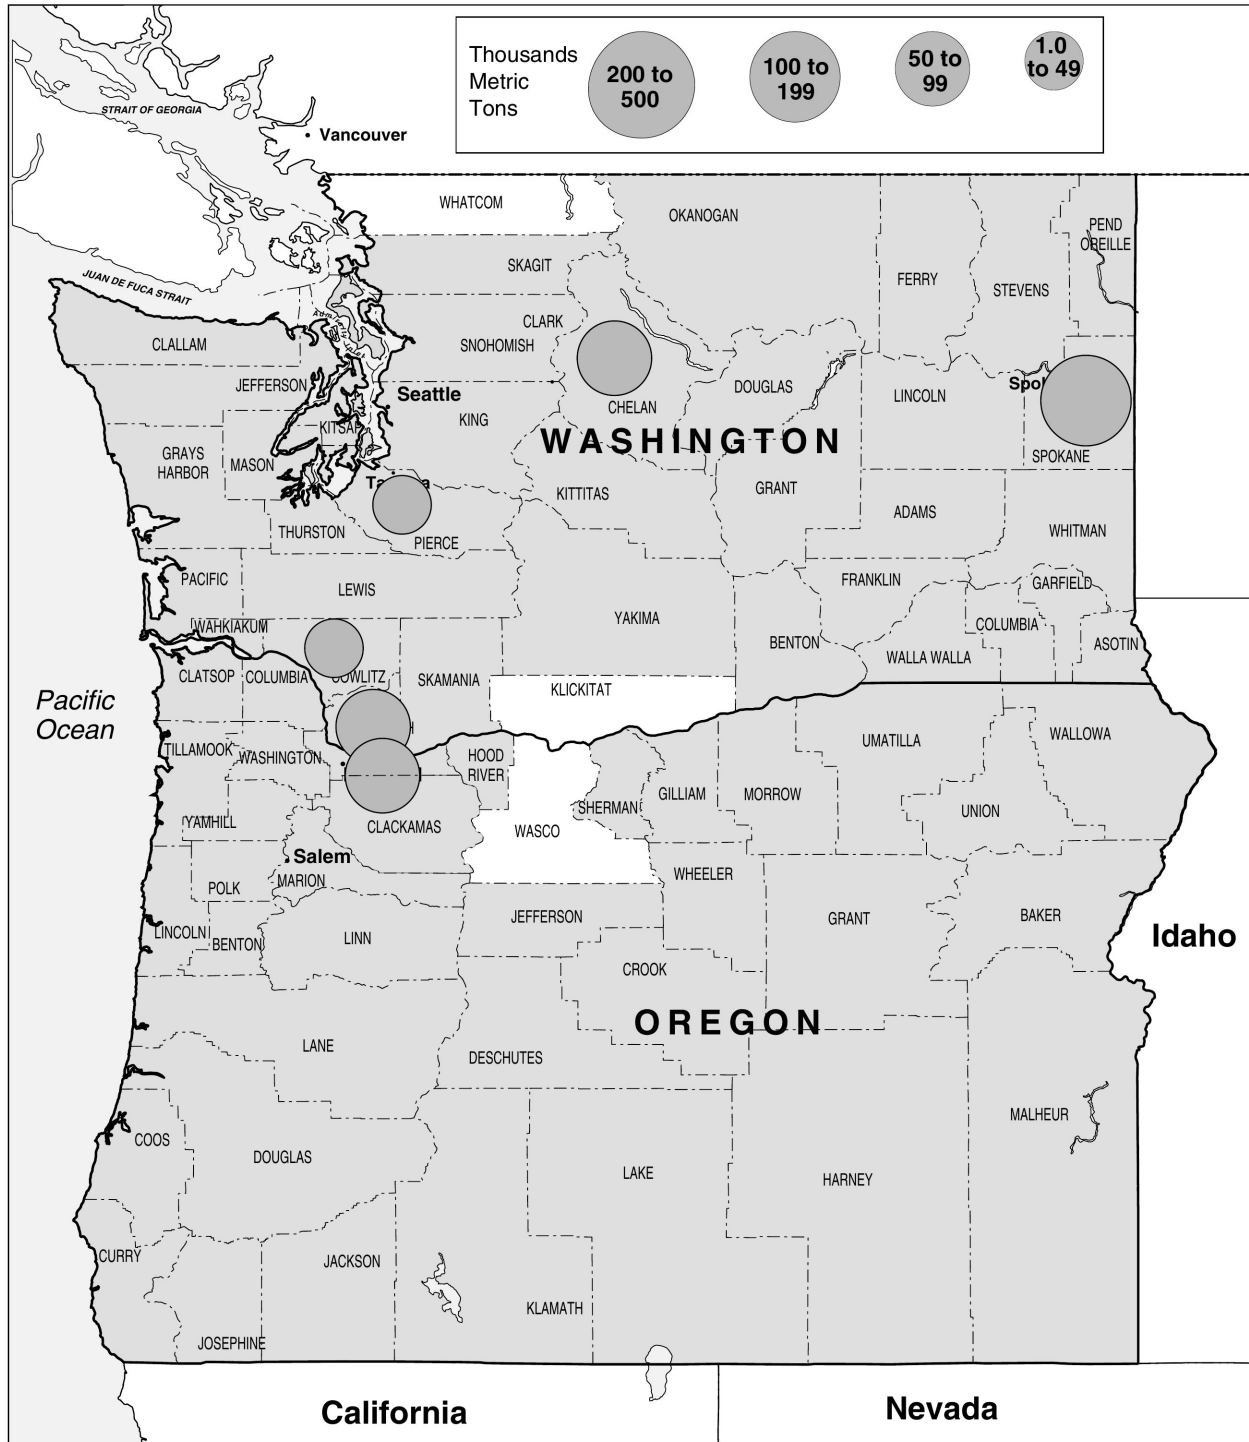 Thousands
Metric
Tons
200 to
500
100 to
199
50 to
99
1.0
to 49
STRAIT OF GEORGIA
Vancouver
WHATCOM
OKANOGAN
PEND
OREILLE
SKAGIT
JUAN DE FUCA STRAIT
FERRY
STEVENS
CLARK
SNOHOMISH
CLALLAM
JEFFERSON
Seattle
DOUGLAS
LINCOLN
Spok
CHELAN
KING
KITSAP
WASHINGTON
GRAYS
HARBOR
MASON
SPOKANE
Ta a
KITTITAS
GRANT
ADAMS
THURSTON
PIERCE
WHITMAN
PACIFIC
LEWIS
FRANKLIN
GARFIELD
WAHKIAKUM
YAKIMA
COLUMBIA
BENTON
ASOTIN
WALLA WALLA
CLATSOP
COLUMBIA
COWLITZ
SKAMANIA
KLICKITAT
Pacific
Ocean
TILLAMOOK
WASHINGTON
HOOD
RIVER
UMATILLA
WALLOWA
SHERMAN
GILLIAM
MORROW
UNION
YAMHILL
CLACKAMAS
WASCO
Salem
MARION
POLK
WHEELER
LINCOLN
BENTON
LINN
JEFFERSON
GRANT
BAKER
Idaho
CROOK
OREGON
LANE
DESCHUTES
MALHEUR
COOS
DOUGLAS
LAKE
HARNEY
CURRY
JACKSON
KLAMATH
JOSEPHINE
California
Nevada